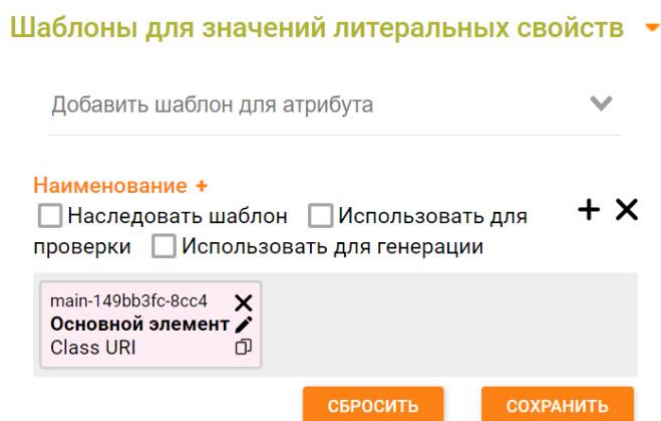 Шаблоны для значений литеральных свойств
Добавить шаблон для атрибута
Наименование +
Наследовать шаблон Использовать для
проверки Использовать для генерации
main-149bb3fc-8cc4
Основной элемент
Class URI
СБРОСИТЬ СОХРАНИТЬ